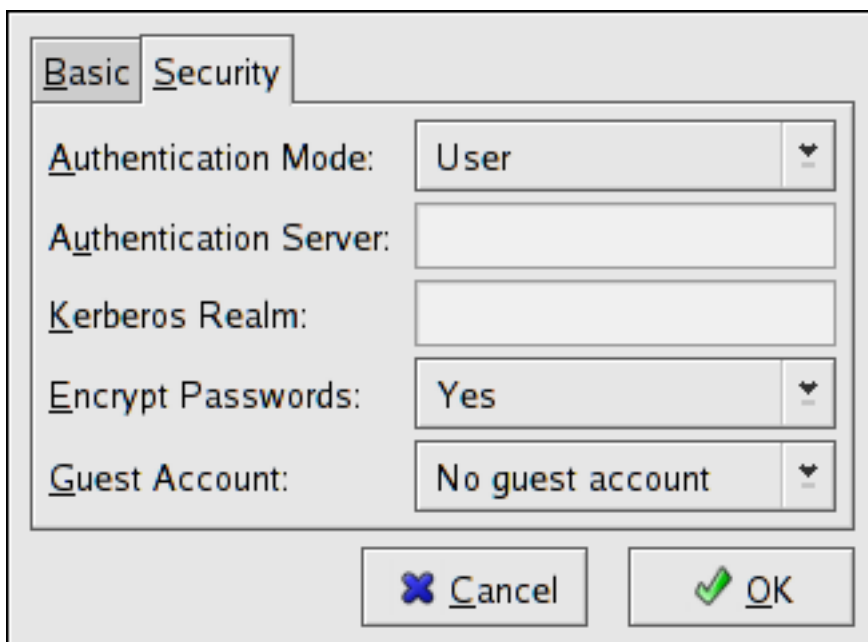 Basic Security
Authentication Mode: User
Authentication Server:
Kerberos Realm:
Encrypt Passwords: Yes
Guest Account: No guest account
Cancel OK